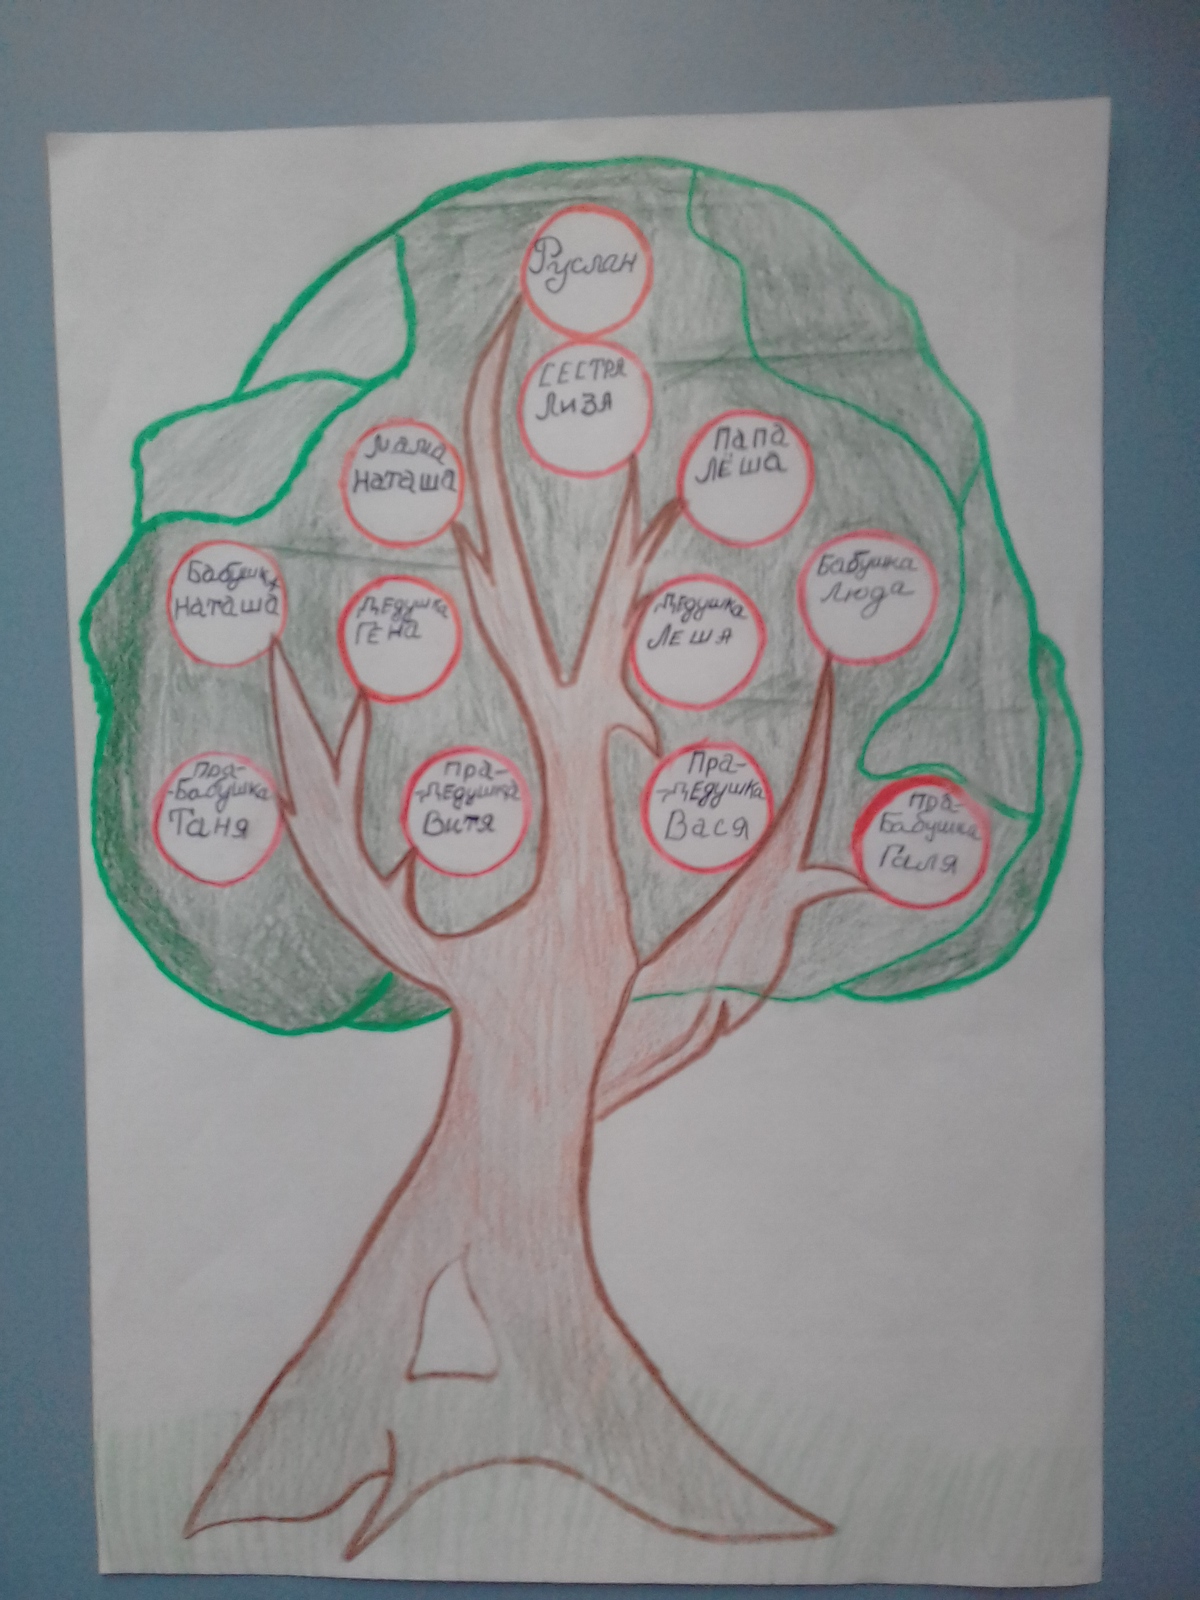 Руслан
СЕСТРА
ЛИЗА
мама
Наташа
ПАПА
ЛЁША
Бабушка
Наташа
ДЕдушка
ГЕНА
ДЕдушка
ЛЕША
Бабушка
Люда
Пра-
-Бабушка
Таня
Пра-
-ДЕдушка
Витя
Пра-
-ДЕдушка
Вася
Пра-
Бабушка
Галя